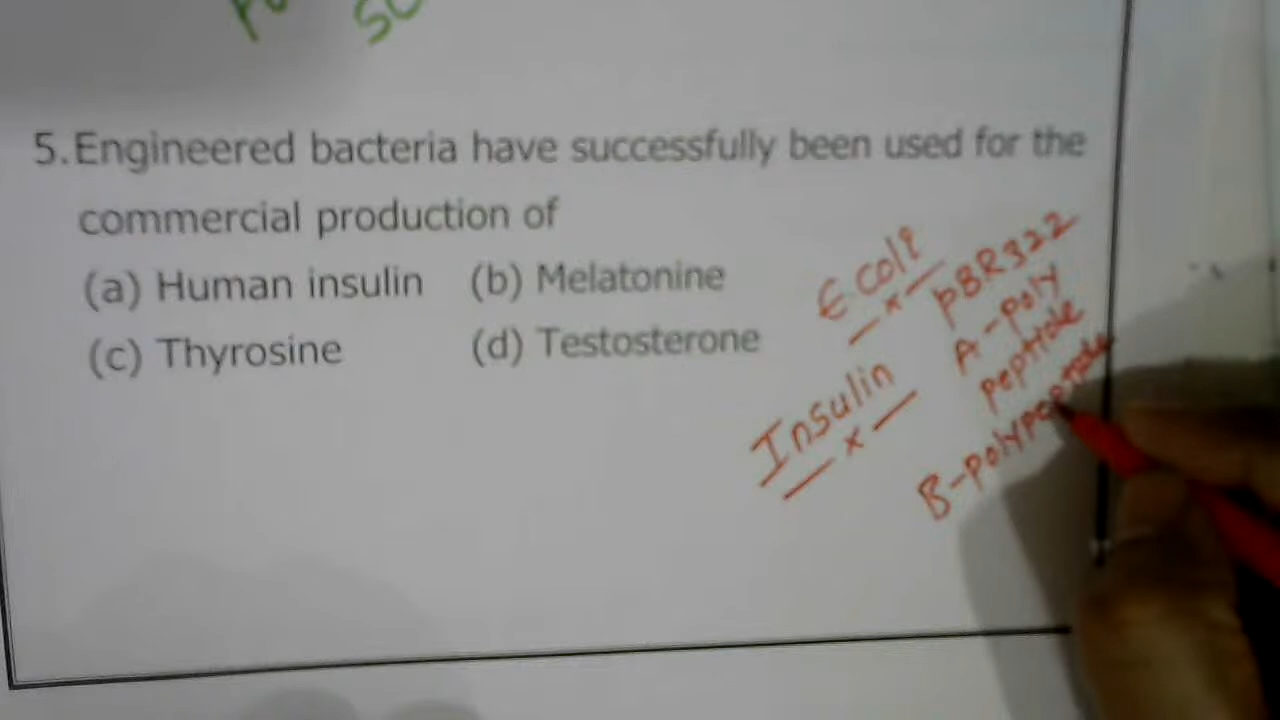 5.Engineered bacteria have successfully been used for the
commercial production of
(a) Human insulin (b) Melatonine
(c) Thyrosine (d) Testosterone
E coli
pBR322
A-poly
peptide
Insulin
B-polypeptide